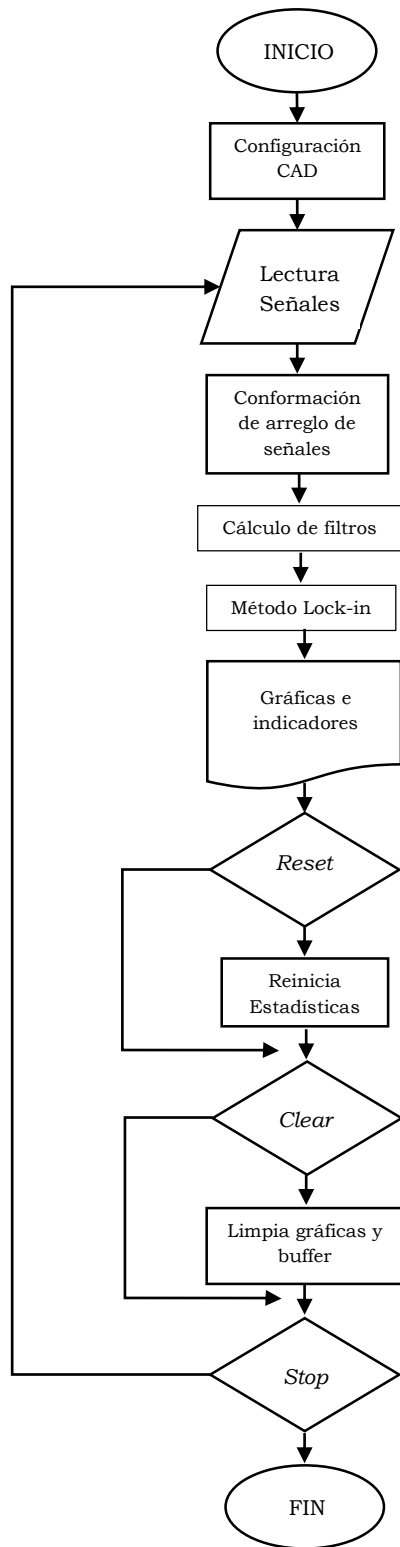 INICIO
Configuración
CAD
Lectura
Señales
Conformación
de arreglo de
señales
Cálculo de filtros
Método Lock-in
Gráficas e
indicadores
Reset
Reinicia
Estadísticas
Clear
Limpia gráficas y
buffer
Stop
FIN